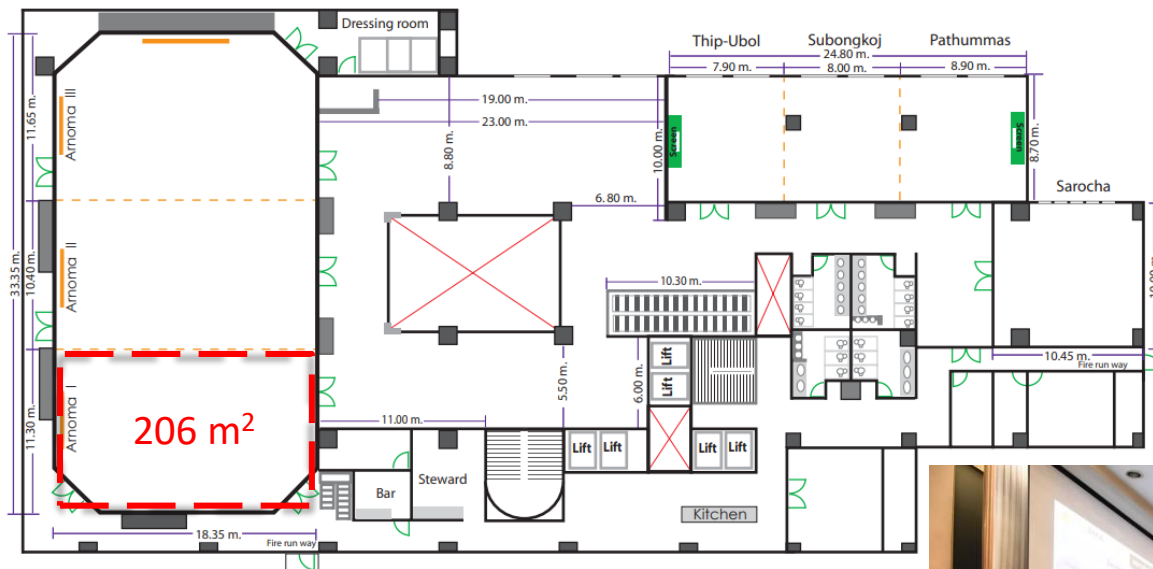 Dressing room
Thip-Ubol
Subongkoj
Pathummas
24.80 m.
7.90 m.
8.00 m.
8.90 m.
19.00 m.
23.00 m.
Arnoma III
11.65 m.
8.80 m.
10.00 m.
Screen
Screen
8.70 m.
6.80 m.
Sarocha
33.35 m.
10.40 m.
Arnoma II
10.30 m.
10.00 m.
Lift
Lift
5.50 m.
6.00 m.
10.45 m.
Fire run way
11.30 m.
Arnoma I
206 m²
11.00 m.
Lift
Lift
Lift
Lift
Bar
Steward
Kitchen
18.35 m.
Fire run way